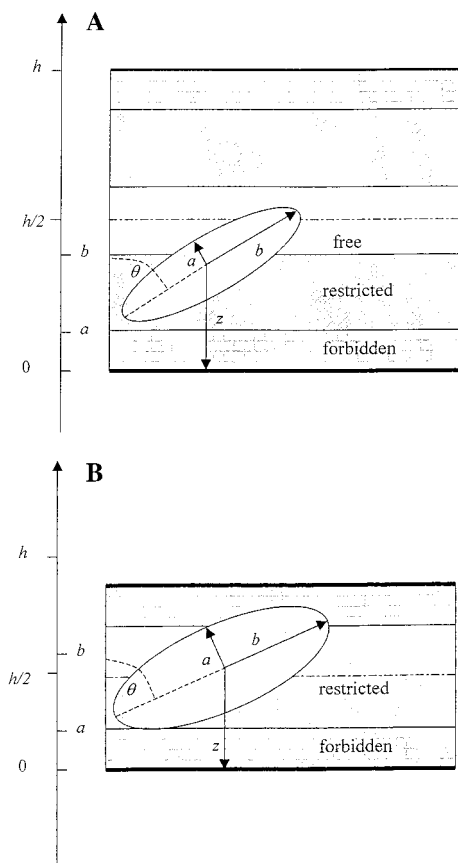 A
h
h/2
b
free
a
b
θ
restricted
z
a
forbidden
0
B
h
b
a
b
h/2
θ
restricted
a
z
forbidden
0